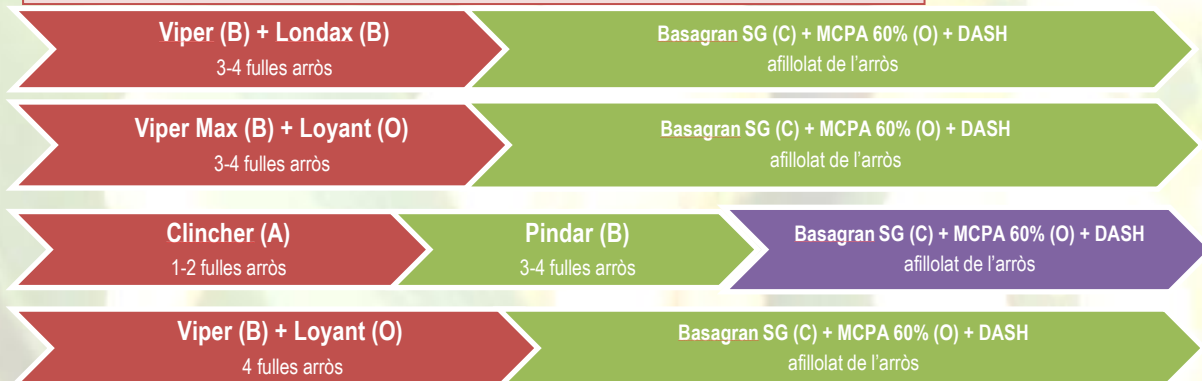 Viper (B) + Londax (B)
3-4 fulles arròs
Basagran SG (C) + MCPA 60% (O) + DASH
afillolat de l'arròs
Viper Max (B) + Loyant (O)
3-4 fulles arròs
Basagran SG (C) + MCPA 60% (O) + DASH
afillolat de l'arròs
Clincher (A)
1-2 fulles arròs
Pindar (B)
3-4 fulles arròs
Basagran SG (C) + MCPA 60% (O) + DASH
afillolat de l'arròs
Viper (B) + Loyant (O)
4 fulles arròs
Basagran SG (C) + MCPA 60% (O) + DASH
afillolat de l'arròs